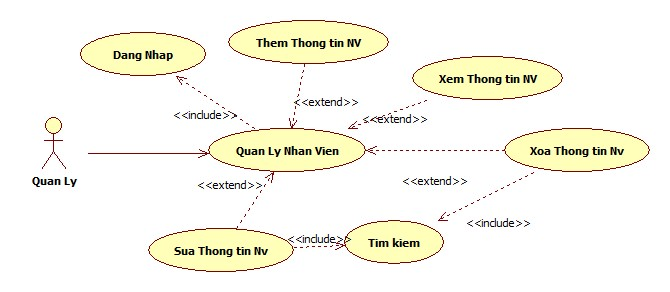 Them Thong tin NV
Dang Nhap
Xem Thong tin NV
<<extend>>
<<include>>
Quan Ly Nhan Vien
Xoa Thong tin Nv
Quan Ly
<<extend>>
<<extend>>
<<include>>
Sua Thong tin Nv
<<include>>
Tim kiem